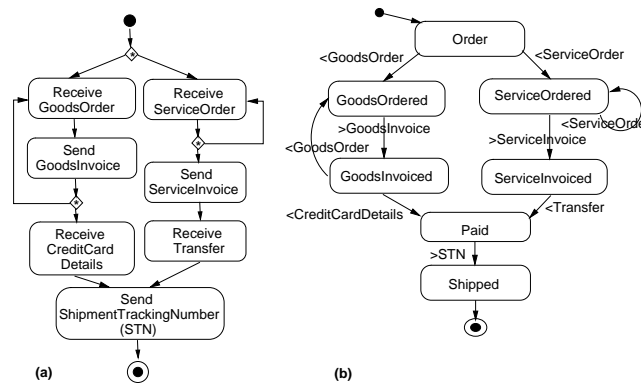 *
Receive
GoodsOrder
Receive
ServiceOrder
Send
GoodsInvoice
*
Send
ServiceInvoice
*
Receive
CreditCard
Details
Receive
Transfer
Send
ShipmentTrackingNumber
(STN)
(a)
Order
<GoodsOrder
<ServiceOrder
GoodsOrdered
ServiceOrdered
>GoodsInvoice
<ServiceOrder
<GoodsOrder
>ServiceInvoice
GoodsInvoiced
ServiceInvoiced
<CreditCardDetails
<Transfer
Paid
>STN
Shipped
(b)